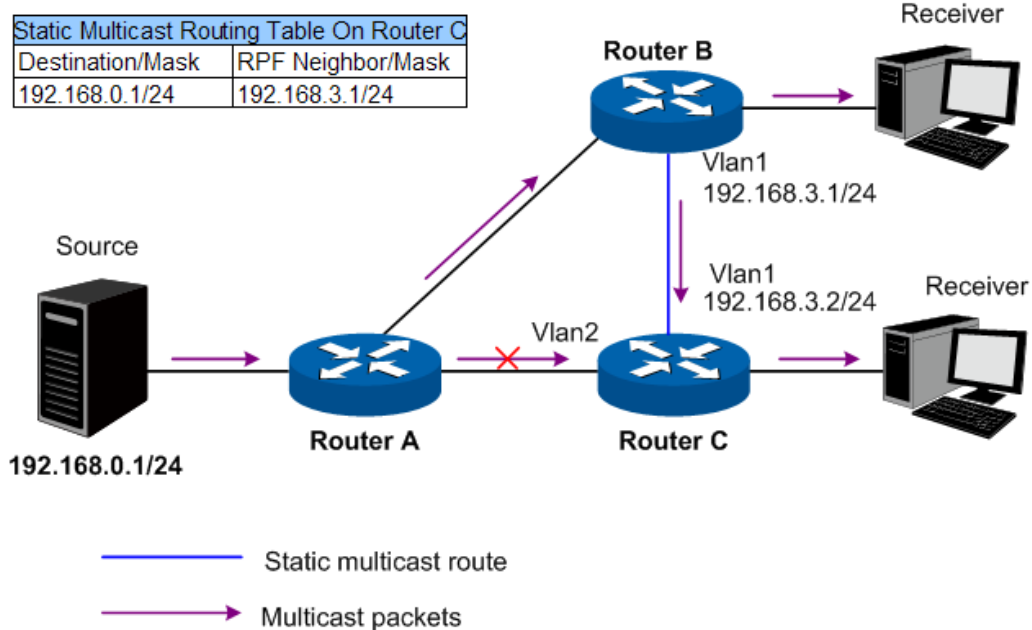 Static Multicast Routing Table On Router C
Destination/Mask RPF Neighbor/Mask
192.168.0.1/24 192.168.3.1/24
Receiver
Router B
Vlan1
192.168.3.1/24
Source
Vlan1
192.168.3.2/24
Receiver
Vlan2
Router A
Router C
192.168.0.1/24
Static multicast route
Multicast packets